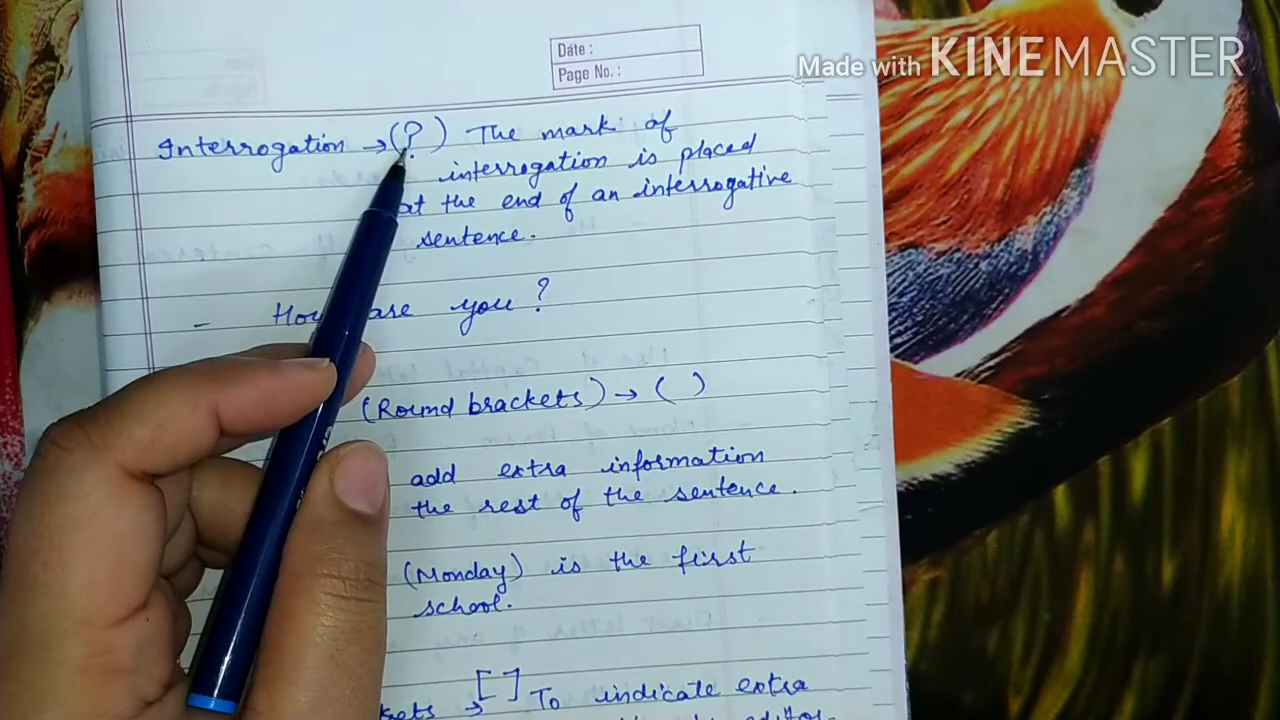 Made with KINEMASTER
Date :
Page No. :
Interrogation → (?) The mark of
interrogation is placed
at the end of an interrogative
sentence.
- How are you ?
(Round brackets) → ( )
add extra information
the rest of the sentence.
(Monday) is the first
school.
[ ] To indicate extra